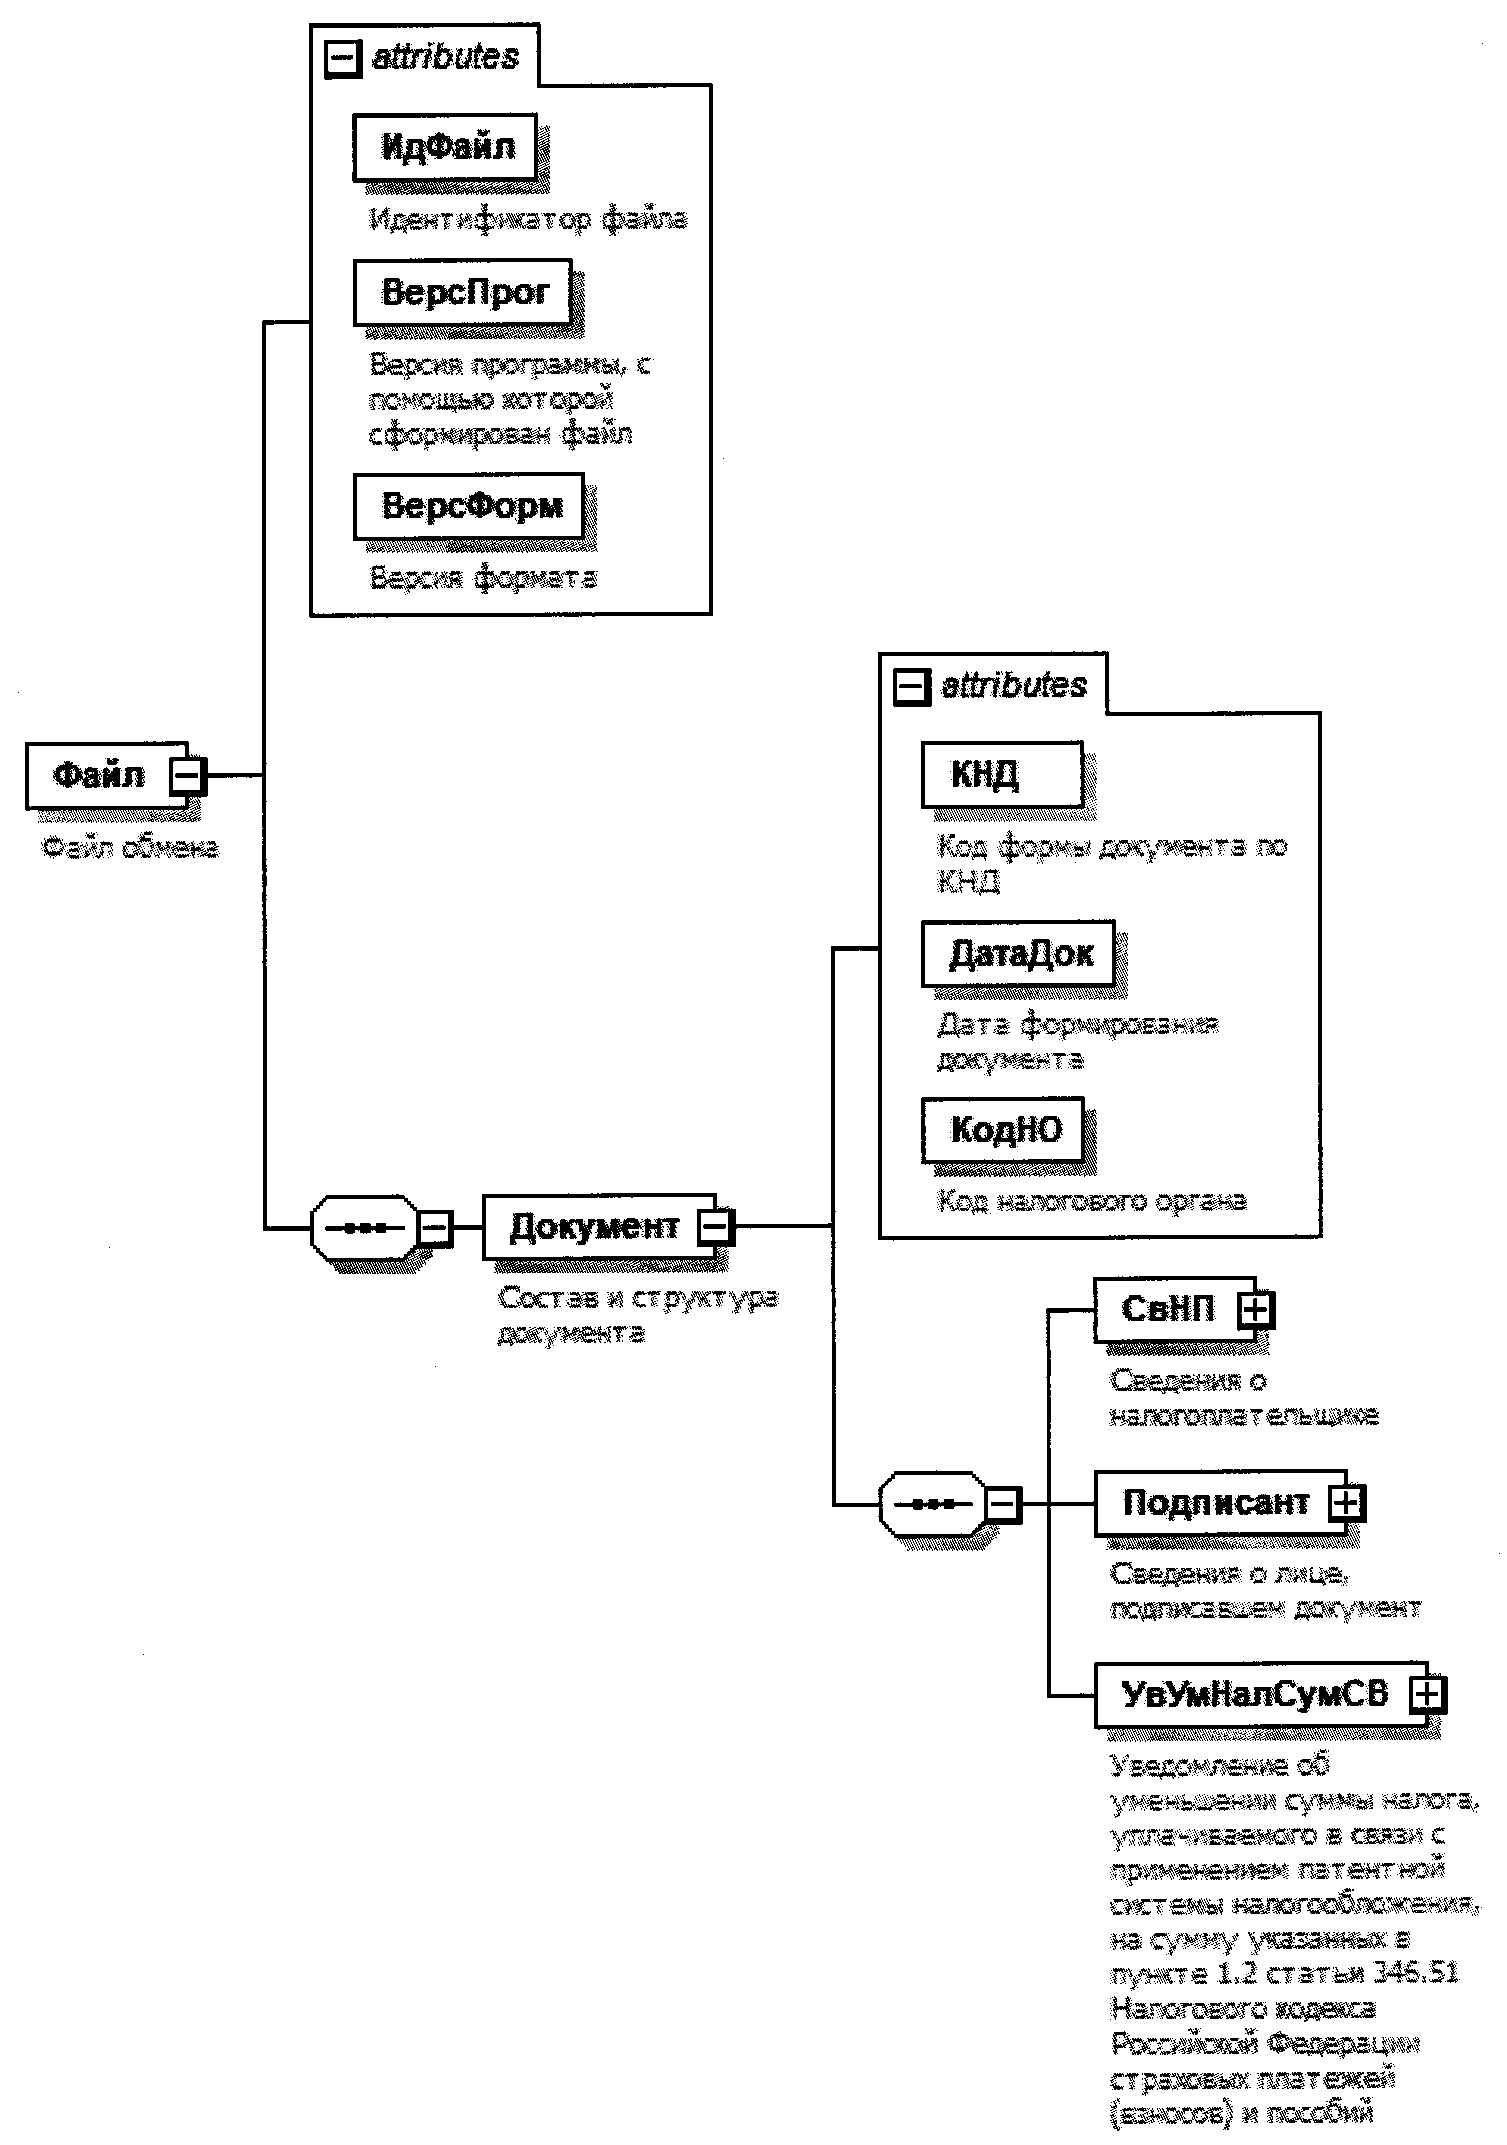 attributes
ИдФайл
Идентификатор файла
ВерсПрог
Версия программы, с
помощью которой
сформирован файл
ВерсФорм
Версия формата
Файл
Файл обмена
attributes
КНД
Код формы документа по
КНД
ДатаДок
Дата формирования
документа
КодНО
Код налогового органа
Документ
Состав и структура
документа
СвНП
Сведения о
налогоплательщике
Подписант
Сведения о лице,
подписавшем документ
УвУмНалСумСВ
Уведомление об
уменьшении суммы налога,
уплачиваемого в связи с
применением патентной
системы налогообложения,
на сумму указанных в
пункте 1.2 статьи 346.51
Налогового кодекса
Российской Федерации
страховых платежей
(взносов) и пособий